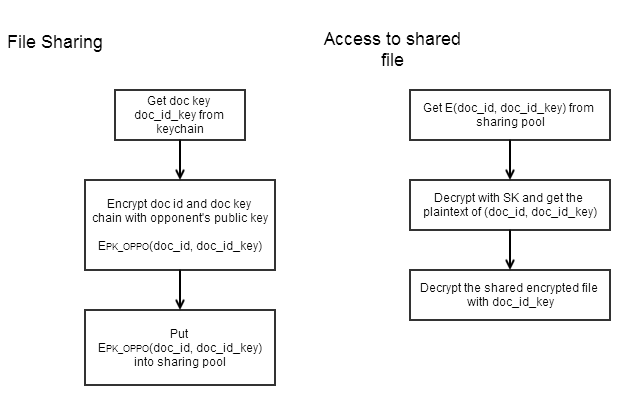 File Sharing
Get doc key
doc_id_key from
keychain
Encrypt doc id and doc key
chain with opponent's public key
EPK_OPPO(doc_id, doc_id_key)
Put
EPK_OPPO(doc_id, doc_id_key)
into sharing pool
Access to shared
file
Get E(doc_id, doc_id_key) from
sharing pool
Decrypt with SK and get the
plaintext of (doc_id, doc_id_key)
Decrypt the shared encrypted file
with doc_id_key